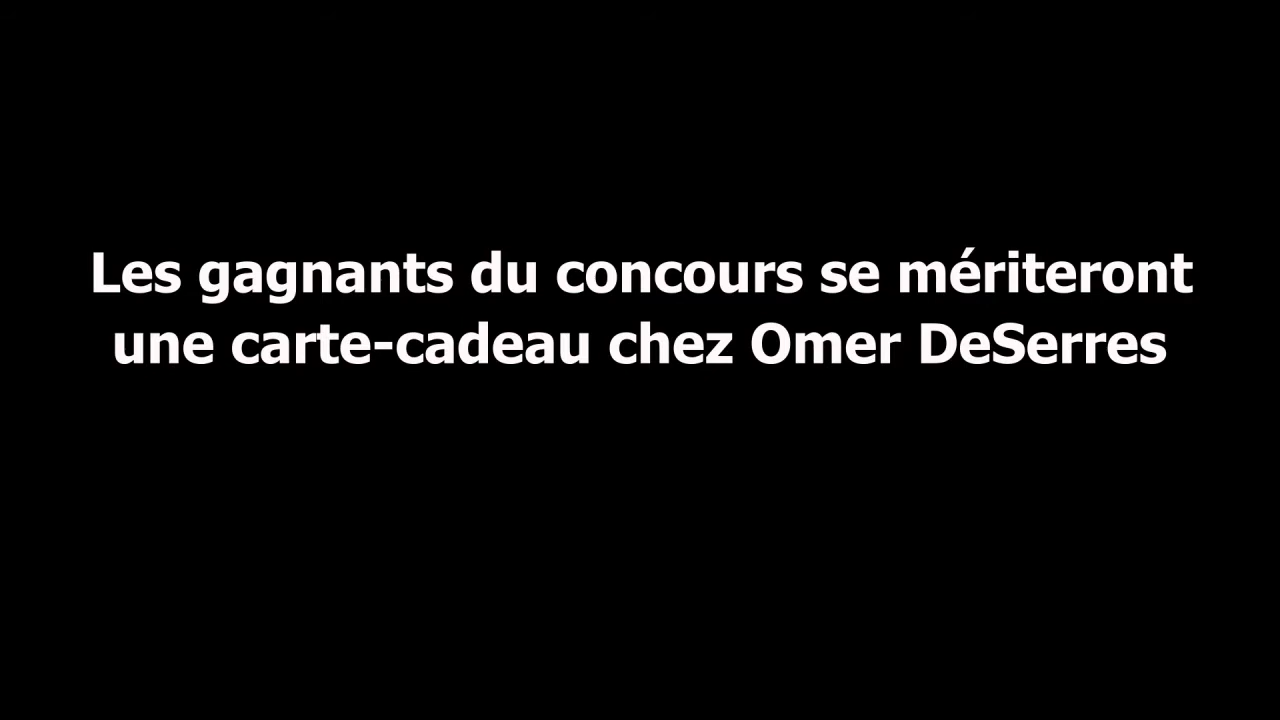 Les gagnants du concours se mériteront
une carte-cadeau chez Omer DeSerres